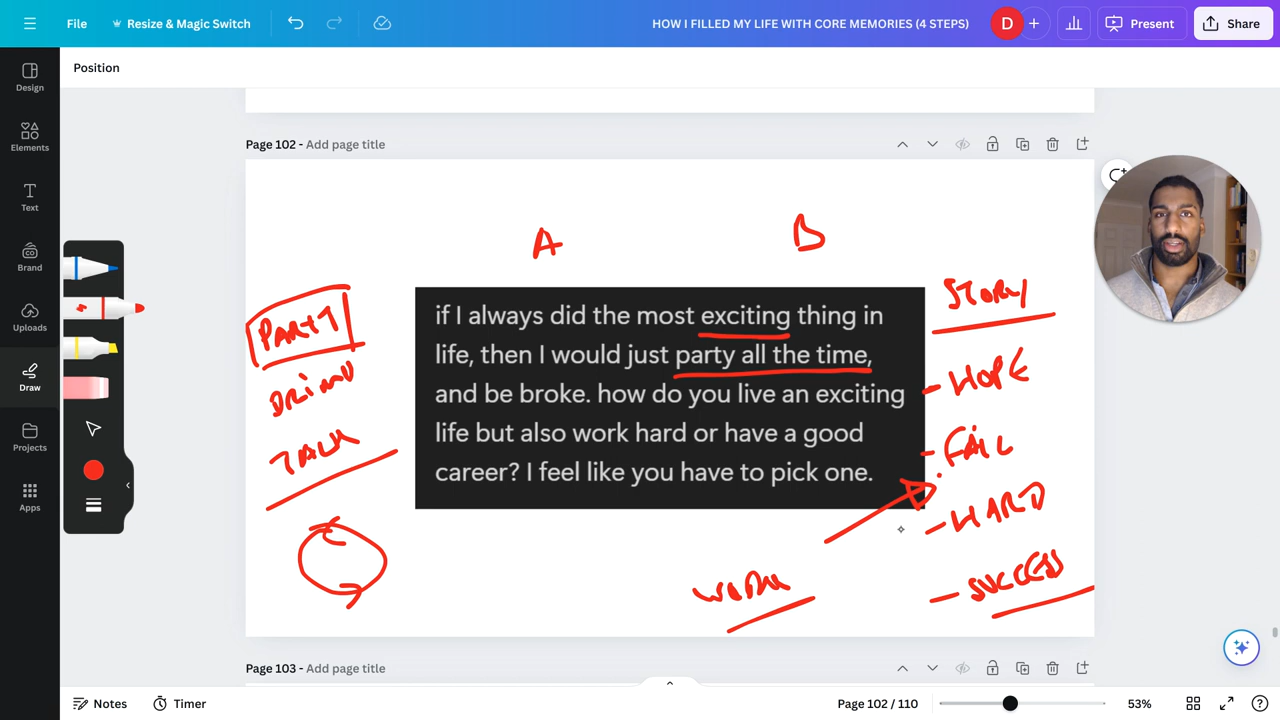 File
Resize & Magic Switch
HOW I FILLED MY LIFE WITH CORE MEMORIES (4 STEPS)
D
Present
Share
Design
Elements
Text
Brand
Uploads
Draw
Projects
Apps
Position
Page 102 - Add page title
A
B
if I always did the most exciting thing in
life, then I would just party all the time,
and be broke. how do you live an exciting
life but also work hard or have a good
career? I feel like you have to pick one.
PARTY
DRINK
TALK
STORY
- HOPE
- FAIL
- HARD
- SUCCESS
WORK
Page 103 - Add page title
Notes
Timer
Page 102 / 110
53%